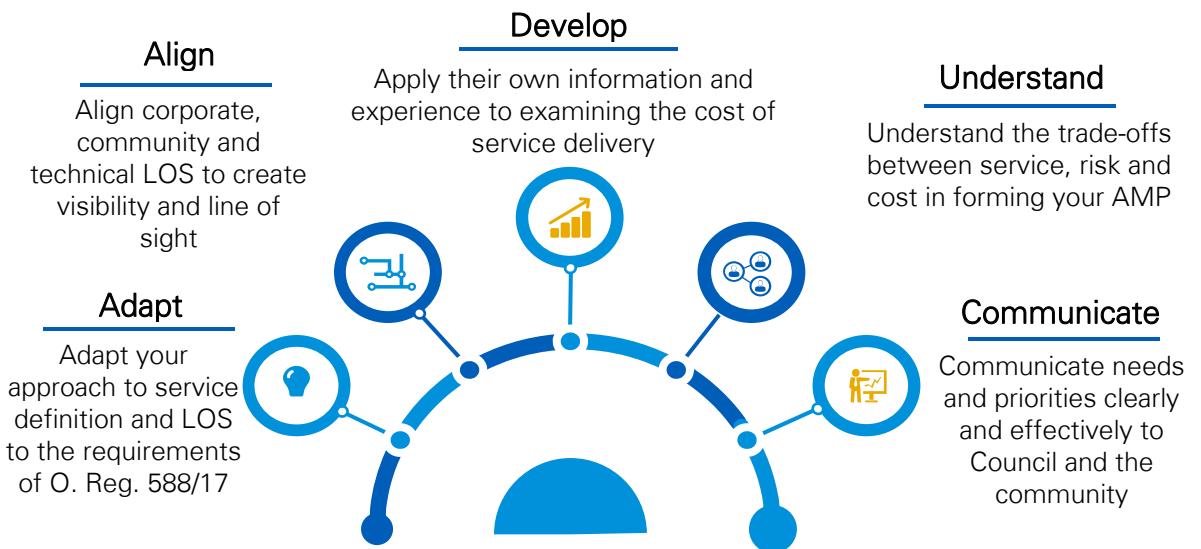 Align
Align corporate,
community and
technical LOS to create
visibility and line of
sight
Develop
Apply their own information and
experience to examining the cost of
service delivery
Understand
Understand the trade-offs
between service, risk and
cost in forming your AMP
Adapt
Adapt your
approach to service
definition and LOS
to the requirements
of O. Reg. 588/17
Communicate
Communicate needs
and priorities clearly
and effectively to
Council and the
community